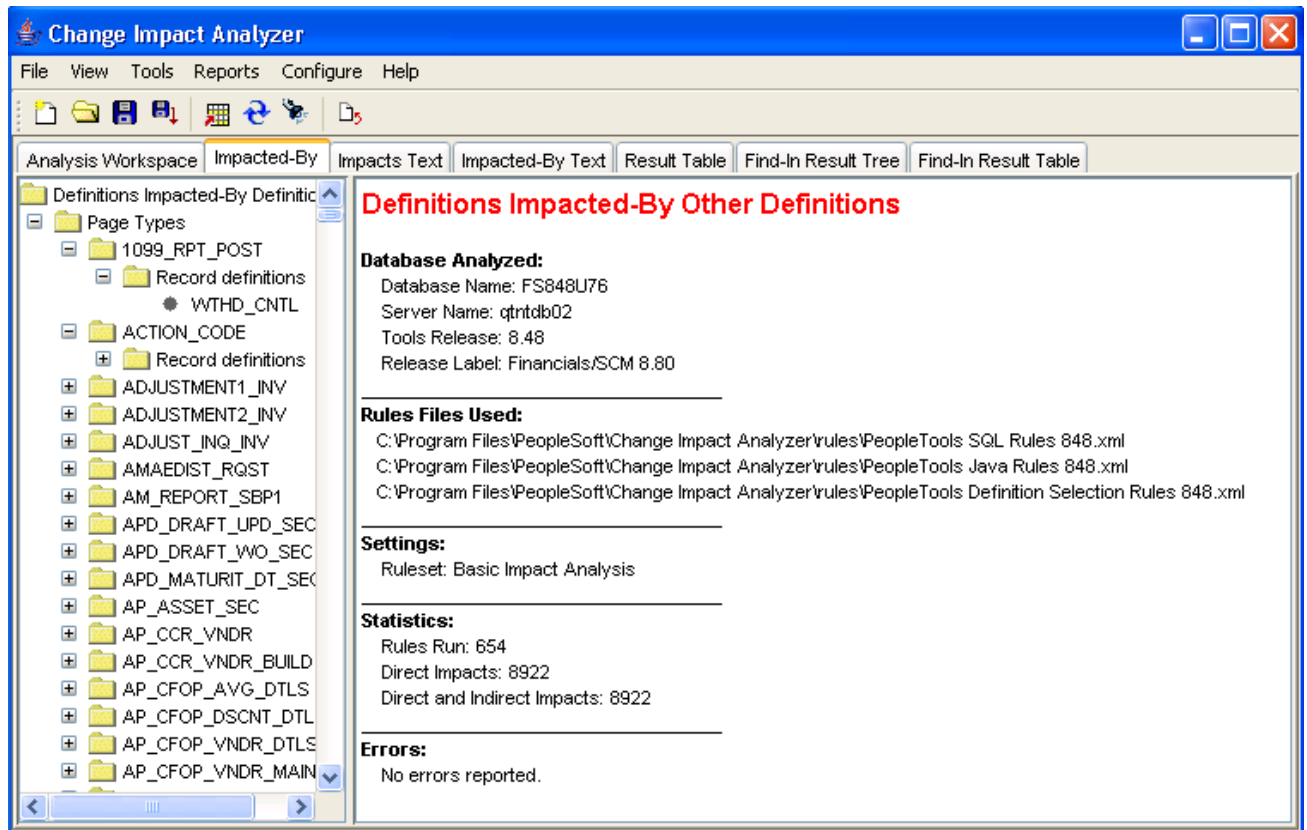 Change Impact Analyzer
File View Tools Reports Configure Help
Analysis Workspace Impacted-By Impacts Text Impacted-By Text Result Table Find-In Result Tree Find-In Result Table
Definitions Impacted-By Definitic
Page Types
1099_RPT_POST
Record definitions
WTHD_CNTL
ACTION_CODE
Record definitions
ADJUSTMENT1_INV
ADJUSTMENT2_INV
ADJUST_INQ_INV
AMAEDIST_RQST
AM_REPORT_SBP1
APD_DRAFT_UPD_SEC
APD_DRAFT_WO_SEC
APD_MATURIT_DT_SEC
AP_ASSET_SEC
AP_CCR_VNDR
AP_CCR_VNDR_BUILD
AP_CFOP_AVG_DTLS
AP_CFOP_DSCNT_DTL
AP_CFOP_VNDR_DTLS
AP_CFOP_VNDR_MAIN
Definitions Impacted-By Other Definitions
Database Analyzed:
Database Name: FS848U76
Server Name: qtntdb02
Tools Release: 8.48
Release Label: Financials/SCM 8.80
Rules Files Used:
C:\Program Files\PeopleSoft\Change Impact Analyzer\rules\PeopleTools SQL Rules 848.xml
C:\Program Files\PeopleSoft\Change Impact Analyzer\rules\PeopleTools Java Rules 848.xml
C:\Program Files\PeopleSoft\Change Impact Analyzer\rules\PeopleTools Definition Selection Rules 848.xml
Settings:
Ruleset: Basic Impact Analysis
Statistics:
Rules Run: 654
Direct Impacts: 8922
Direct and Indirect Impacts: 8922
Errors:
No errors reported.